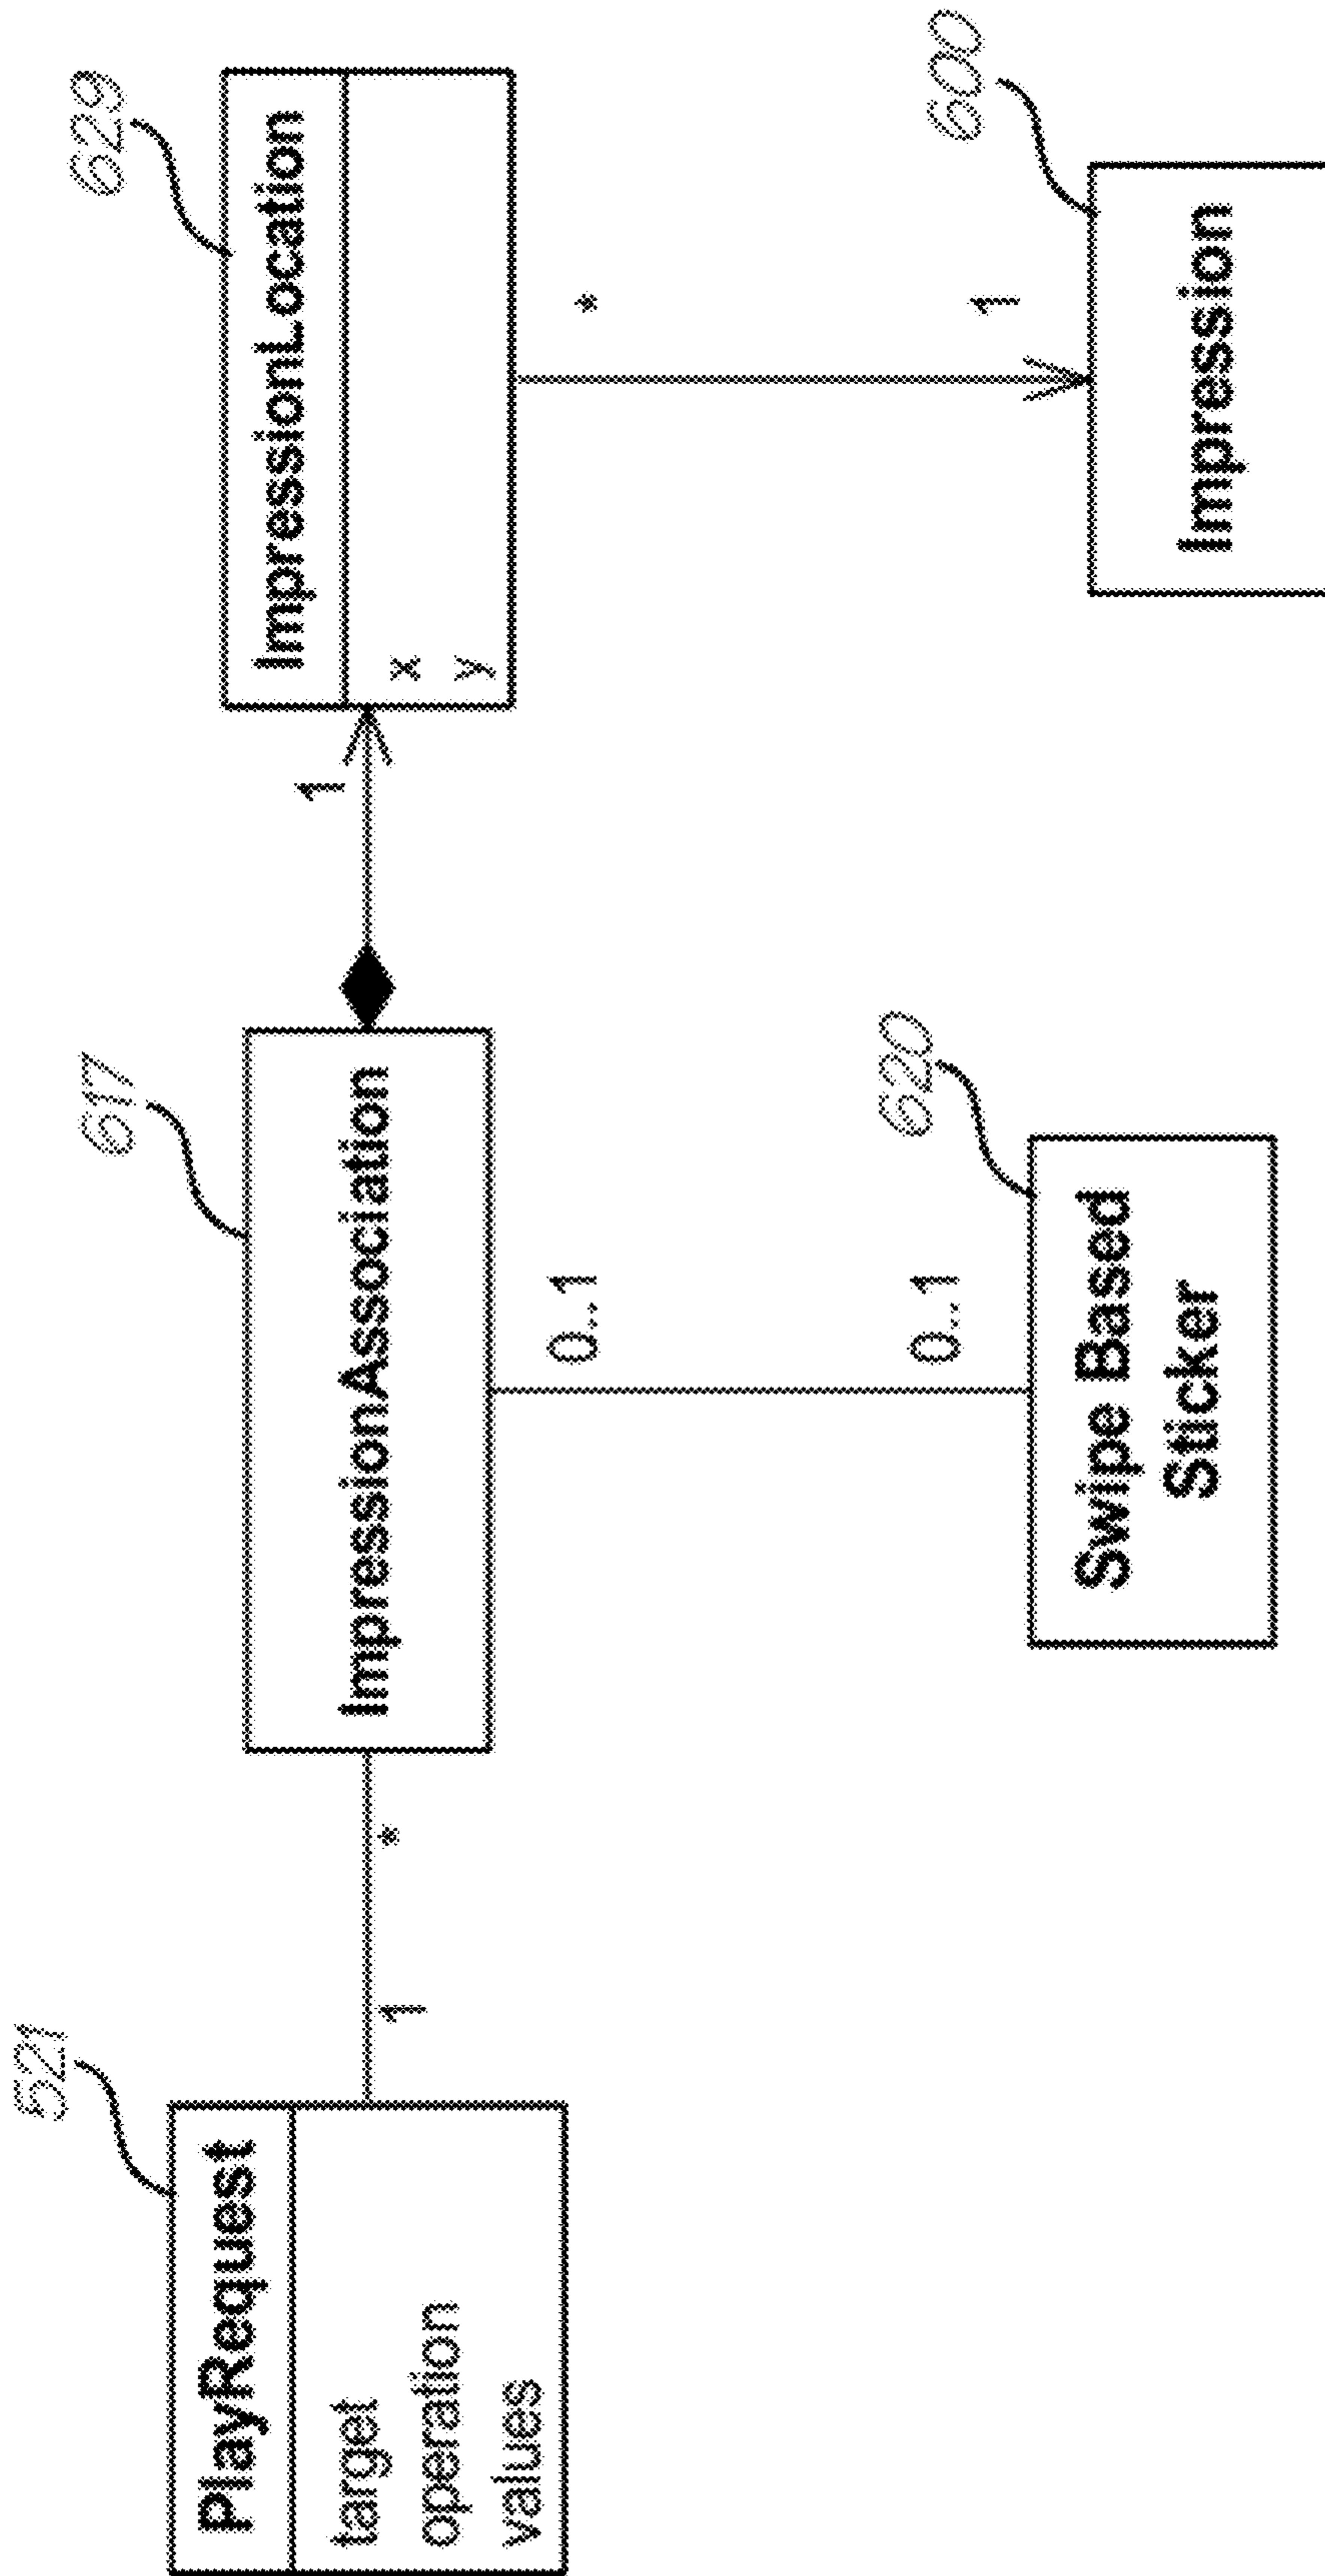 521
PlayRequest
target
operation
values
1
*
617
ImpressionAssociation
1
629
ImpressionLocation
x
y
0..1
0..1
620
Swipe Based
Sticker
*
1
600
Impression